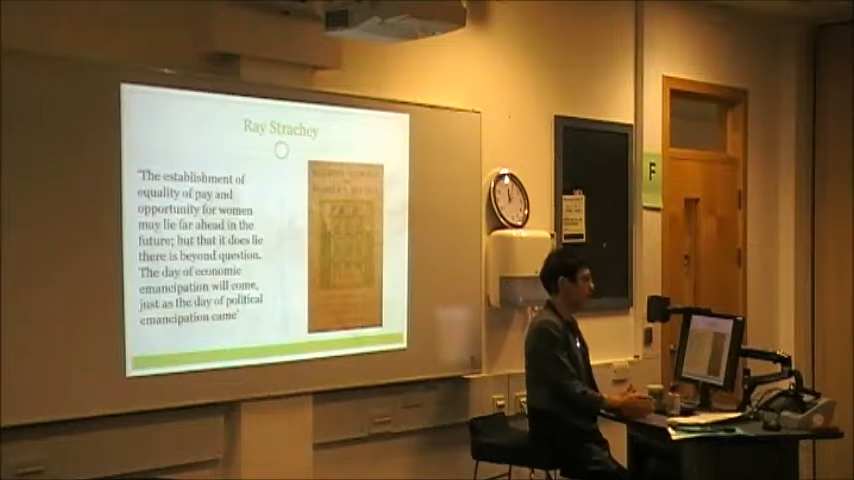 Ray Strachey
'The establishment of
equality of pay and
opportunity for women
may lie far ahead in the
future; but that it does lie
there is beyond question.
The day of economic
emancipation will come,
just as the day of political
emancipation came'
F